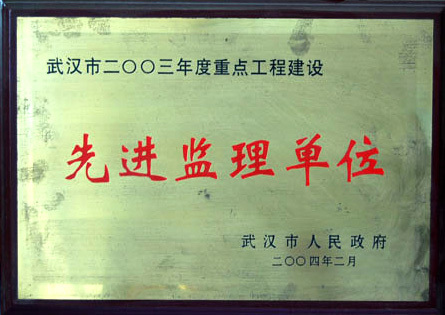 武汉市二〇〇三年度重点工程建设
先进监理单位
武汉市人民政府
二〇〇四年二月